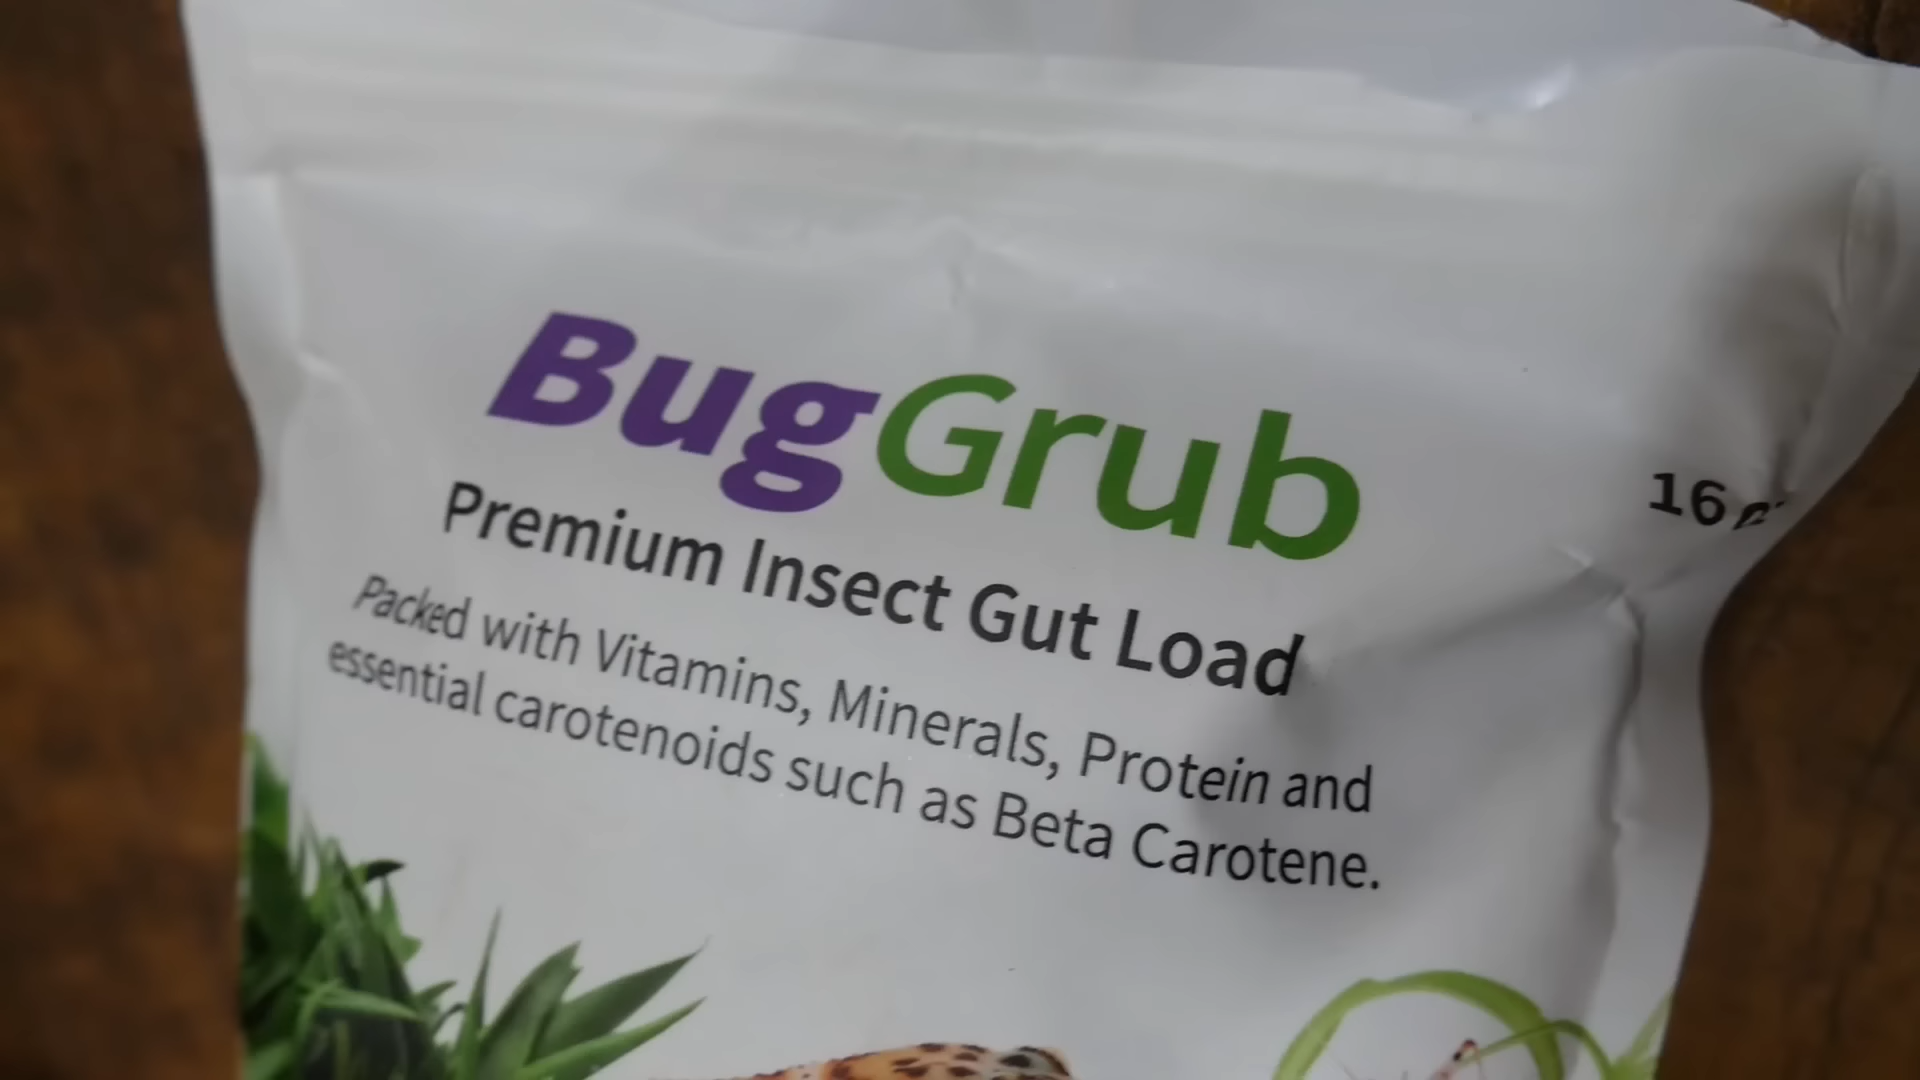 BugGrub
16
Premium Insect Gut Load
Packed with Vitamins, Minerals, Protein and
essential carotenoids such as Beta Carotene.